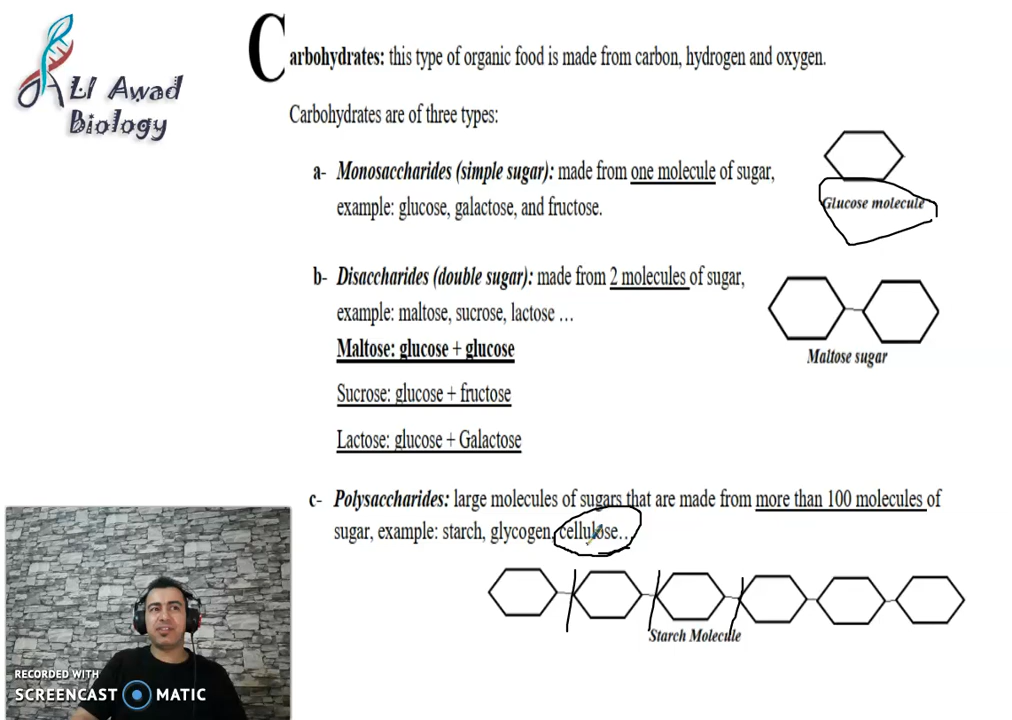 ALI Awad
Biology
Carbohydrates: this type of organic food is made from carbon, hydrogen and oxygen.
Carbohydrates are of three types:
a- Monosaccharides (simple sugar): made from one molecule of sugar,
example: glucose, galactose, and fructose.
Glucose molecule
b- Disaccharides (double sugar): made from 2 molecules of sugar,
example: maltose, sucrose, lactose …
Maltose: glucose + glucose
Maltose sugar
Sucrose: glucose + fructose
Lactose: glucose + Galactose
c- Polysaccharides: large molecules of sugars that are made from more than 100 molecules of
sugar, example: starch, glycogen, cellulose…
Starch Molecule
RECORDED WITH
SCREENCAST MATIC